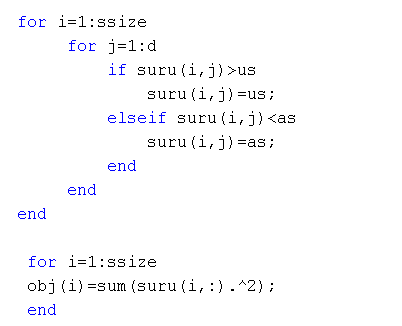 for i=1:ssize
for j=1:d
if suru(i,j)>us
suru(i,j)=us;
elseif suru(i,j)<as
suru(i,j)=as;
end
end
end
for i=1:ssize
obj(i)=sum(suru(i,:).^2);
end